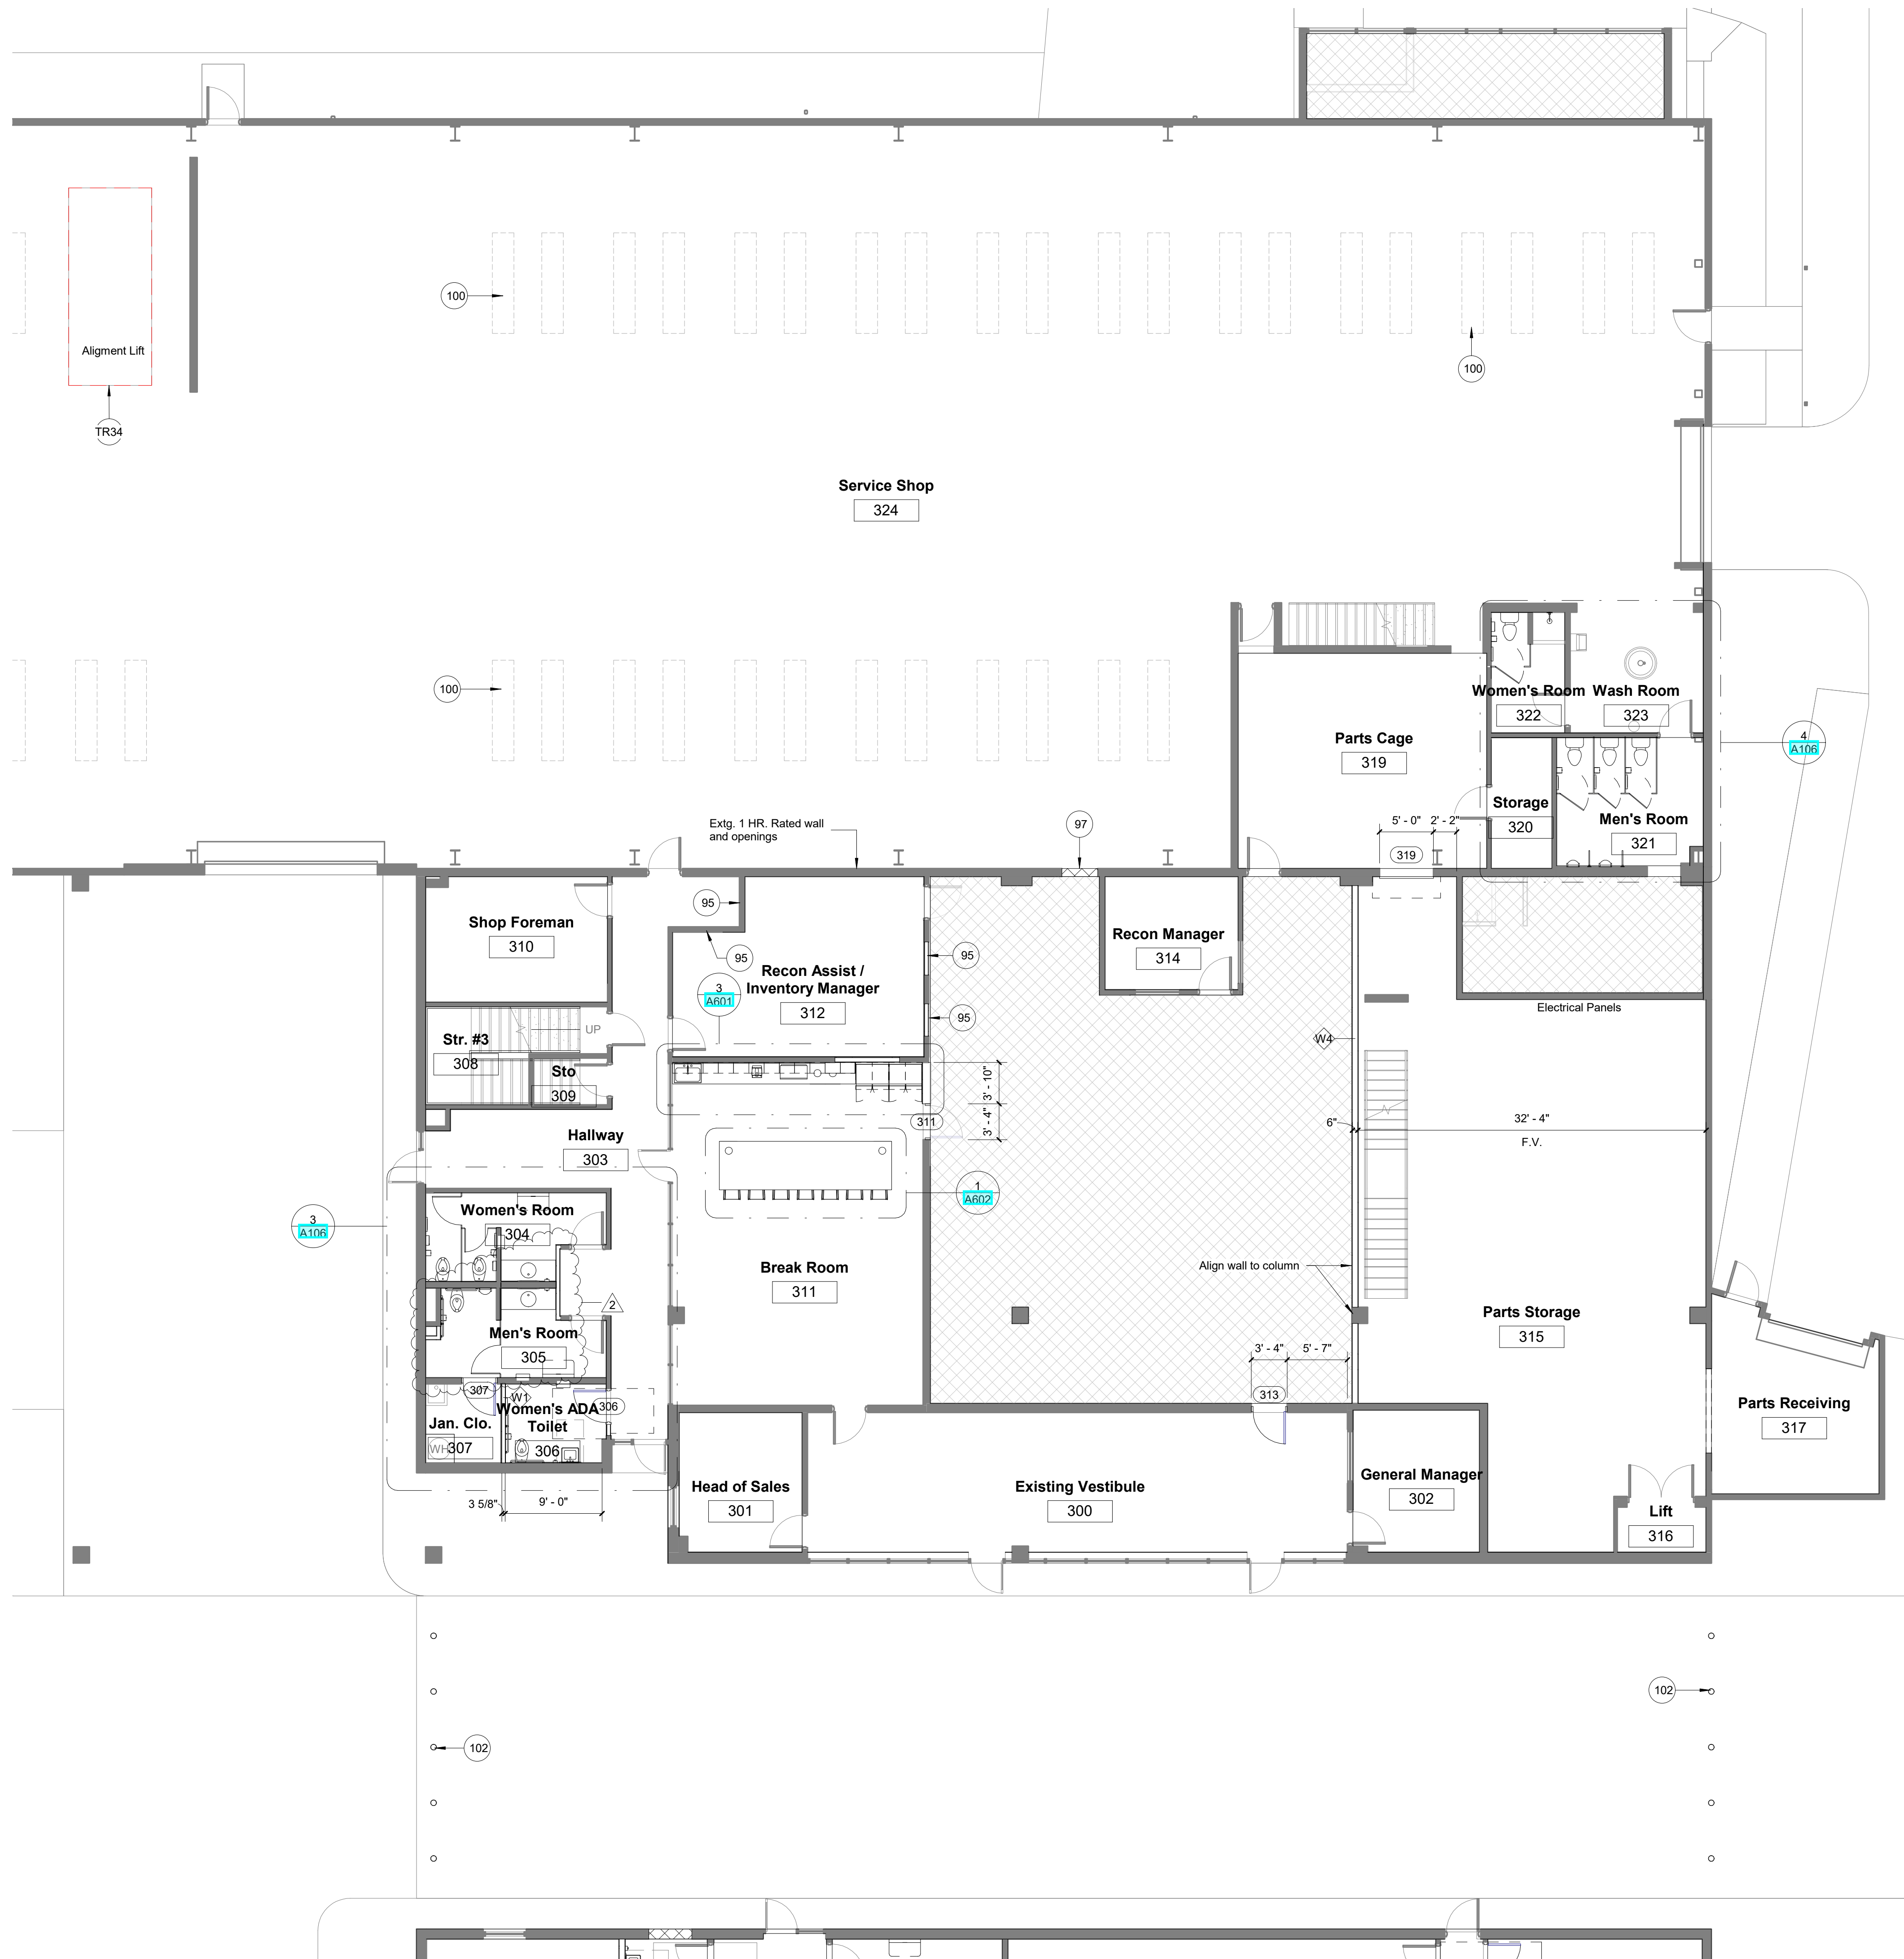 100
100
Aligment Lift
TR34
Service Shop
324
100
Women's Room
322
Wash Room
323
Parts Cage
319
4
A106
Storage
320
Men's Room
321
5' - 0"
2' - 2"
319
Extg. 1 HR. Rated wall
and openings
97
95
Shop Foreman
310
95
95
Recon Assist /
Inventory Manager
312
Recon Manager
314
3
A601
95
Electrical Panels
Str. #3
308
UP
Sto
309
W4
3' - 10"
3' - 4"
311
6"
32' - 4"
F.V.
Hallway
303
1
A602
3
A106
Women's Room
304
Break Room
311
Align wall to column
2
Men's Room
305
Parts Storage
315
3' - 4"
5' - 7"
313
307
W1
306
Women's ADA
Toilet
306
Jan. Clo.
307
WH
Parts Receiving
317
Head of Sales
301
Existing Vestibule
300
General Manager
302
3 5/8"
9' - 0"
Lift
316
102
102